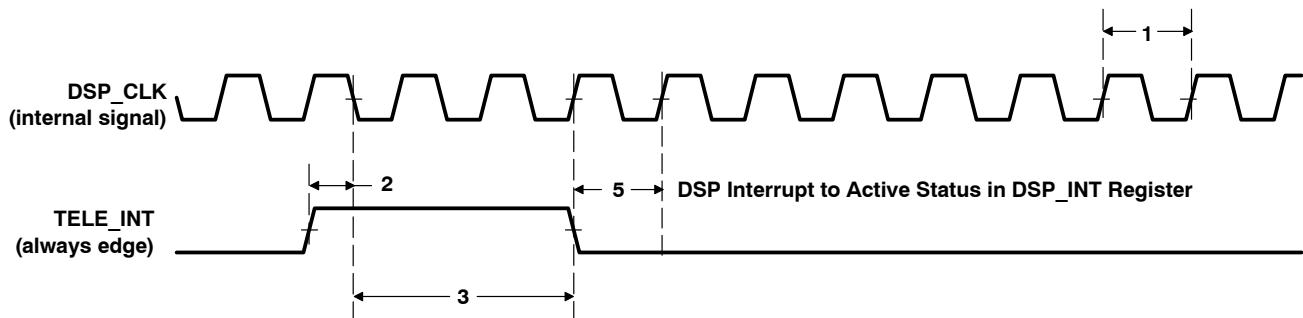 1
DSP_CLK
(internal signal)
2
5
DSP Interrupt to Active Status in DSP_INT Register
TELE_INT
(always edge)
3